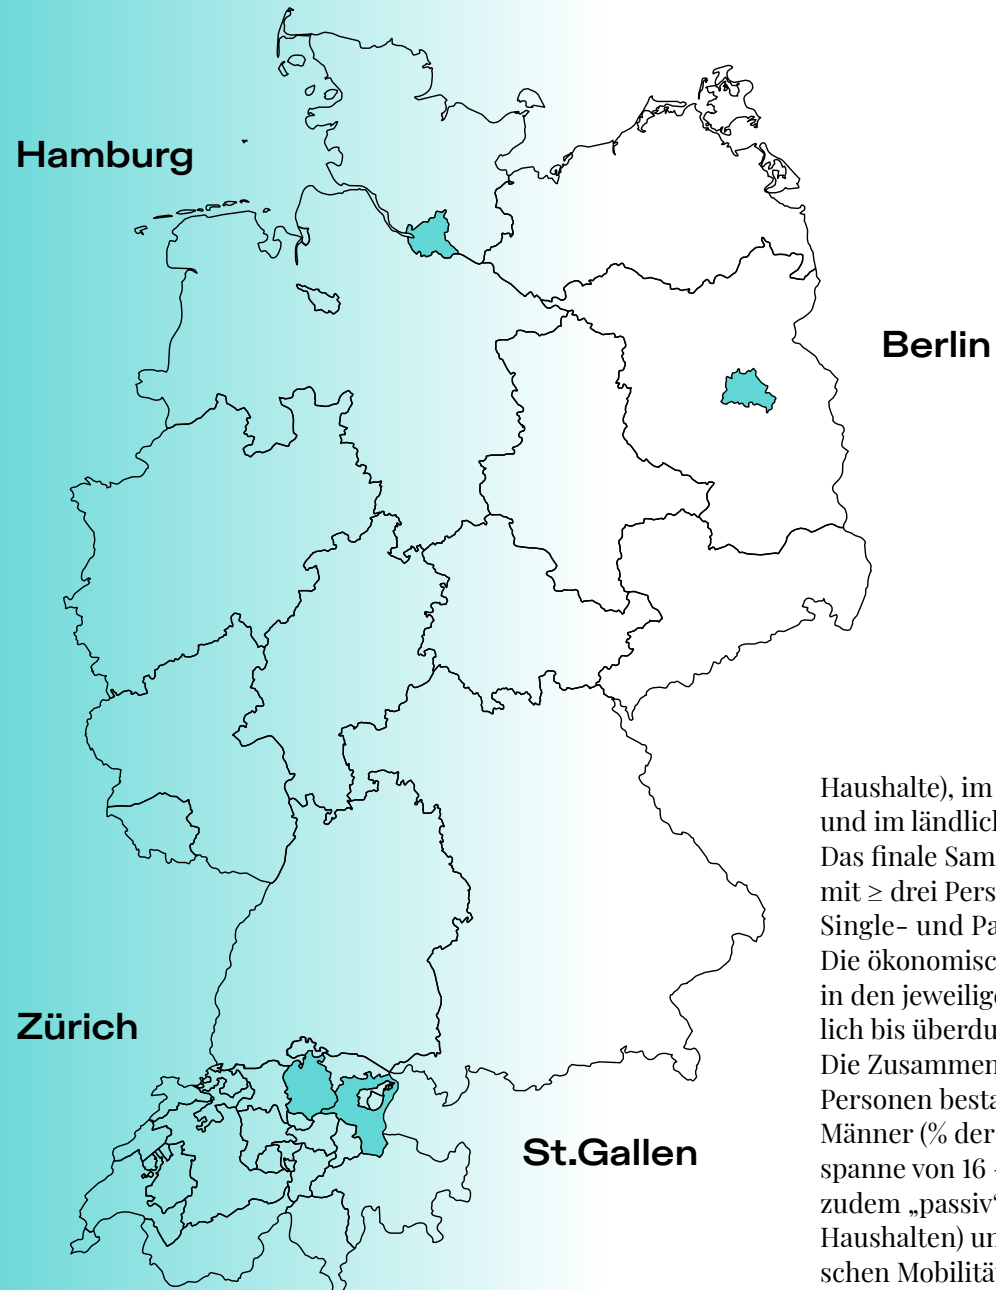 Hamburg
Berlin
Zürich
St.Gallen
Haushalte), im
und im ländlich
Das finale Sam
mit ≥ drei Pers
Single- und Pa
Die ökonomisc
in den jeweilige
lich bis überdu
Die Zusammen
Personen besta
Männer (% der
spanne von 16
zudem „passiv“
Haushalten) un
schen Mobilitä